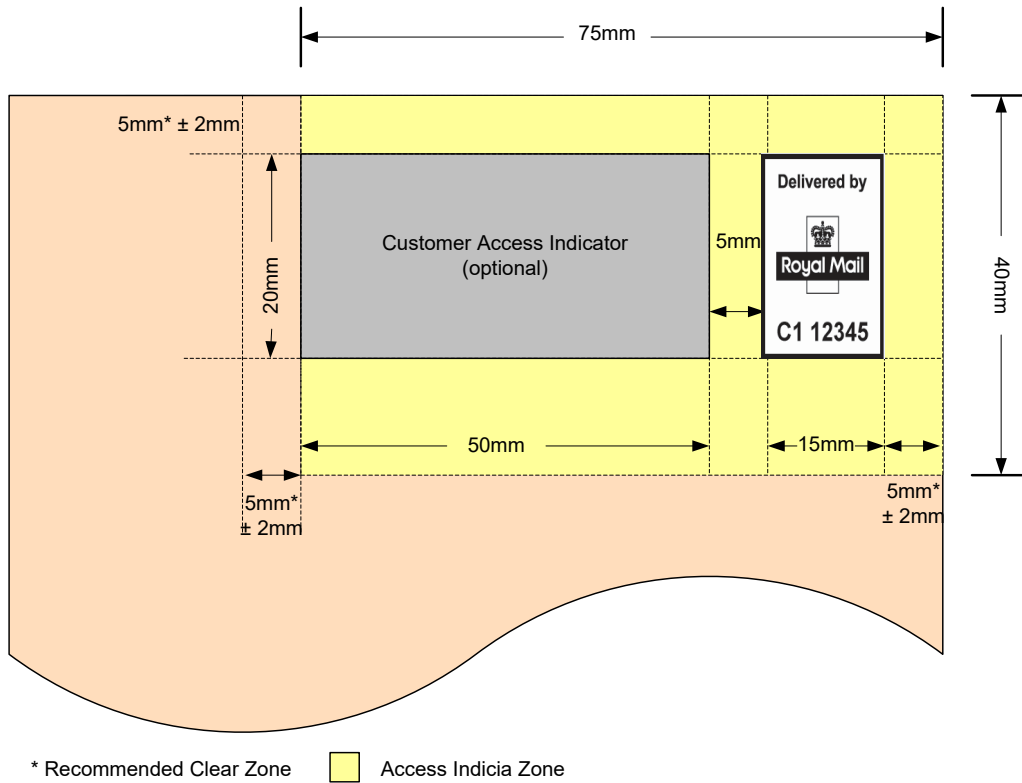 75mm
5mm* ± 2mm
Delivered by
Customer Access Indicator
(optional)
5mm
Royal Mail
20mm
40mm
C1 12345
50mm
15mm
5mm*
± 2mm
5mm*
± 2mm
* Recommended Clear Zone
Access Indicia Zone